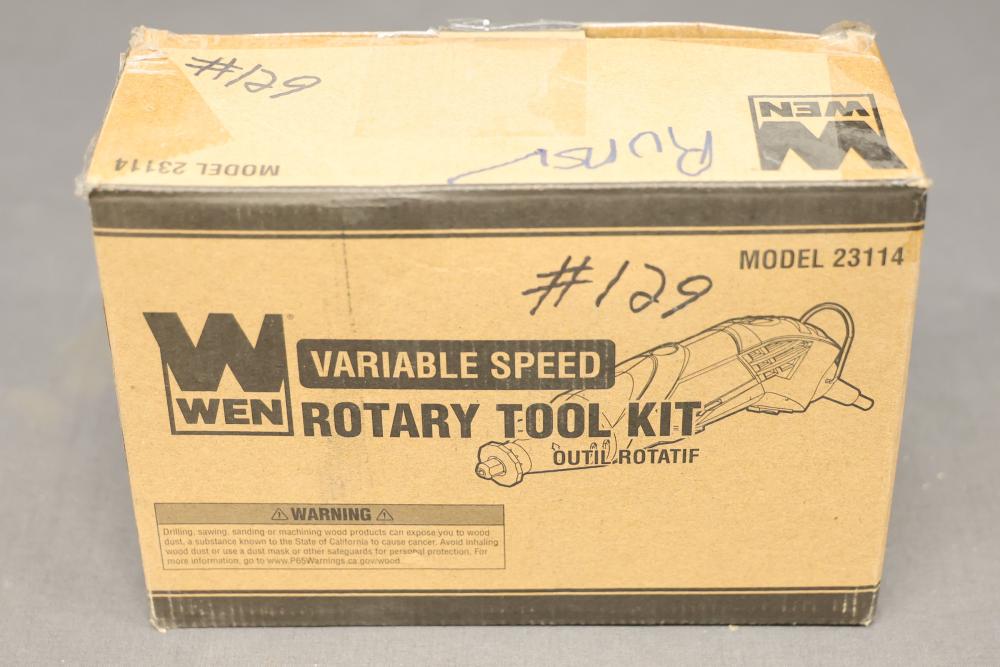 #129
WEN
Runs
MODEL 23114
MODEL 23114
#129
WEN
VARIABLE SPEED
ROTARY TOOL KIT
OUTIL ROTATIF
⚠ WARNING ⚠
Drilling, sawing, sanding or machining wood products can expose you to wood
dust, a substance known to the State of California to cause cancer. Avoid inhaling
wood dust or use a dust mask or other safeguards for personal protection. For
more information, go to www.P65Warnings.ca.gov/wood.